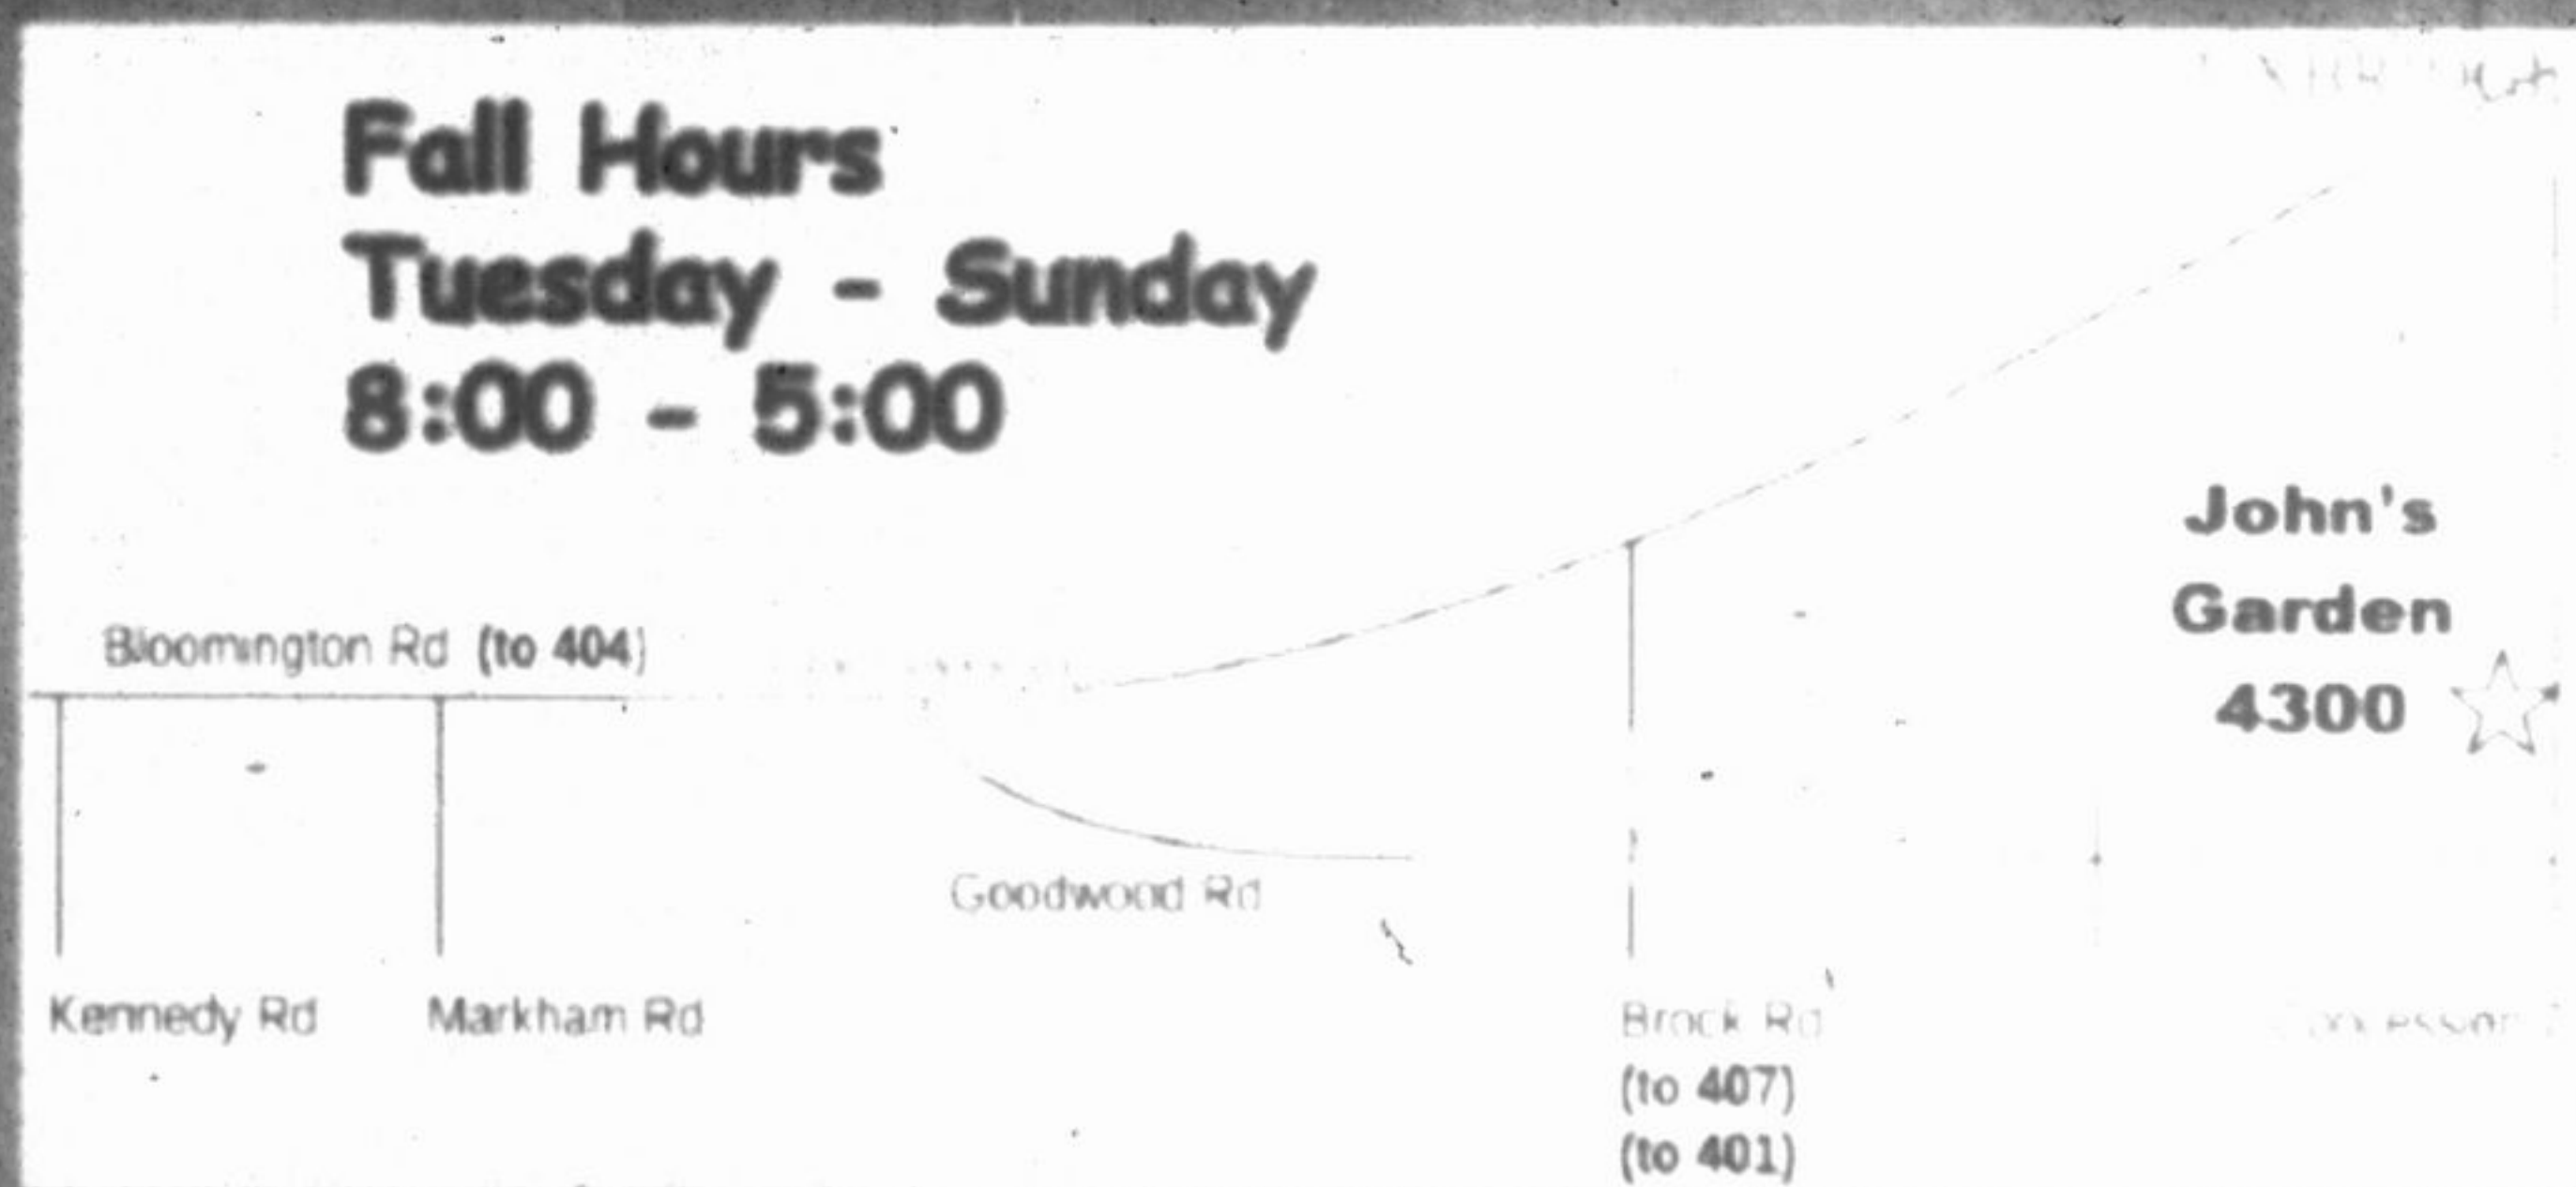 Fall Hours
Tuesday - Sunday
8:00 - 5:00
John's
Garden
4300
Bloomington Rd (to 404)
Goodwood Rd
Kennedy Rd
Markham Rd
Brock Rd
(to 407)
(to 401)